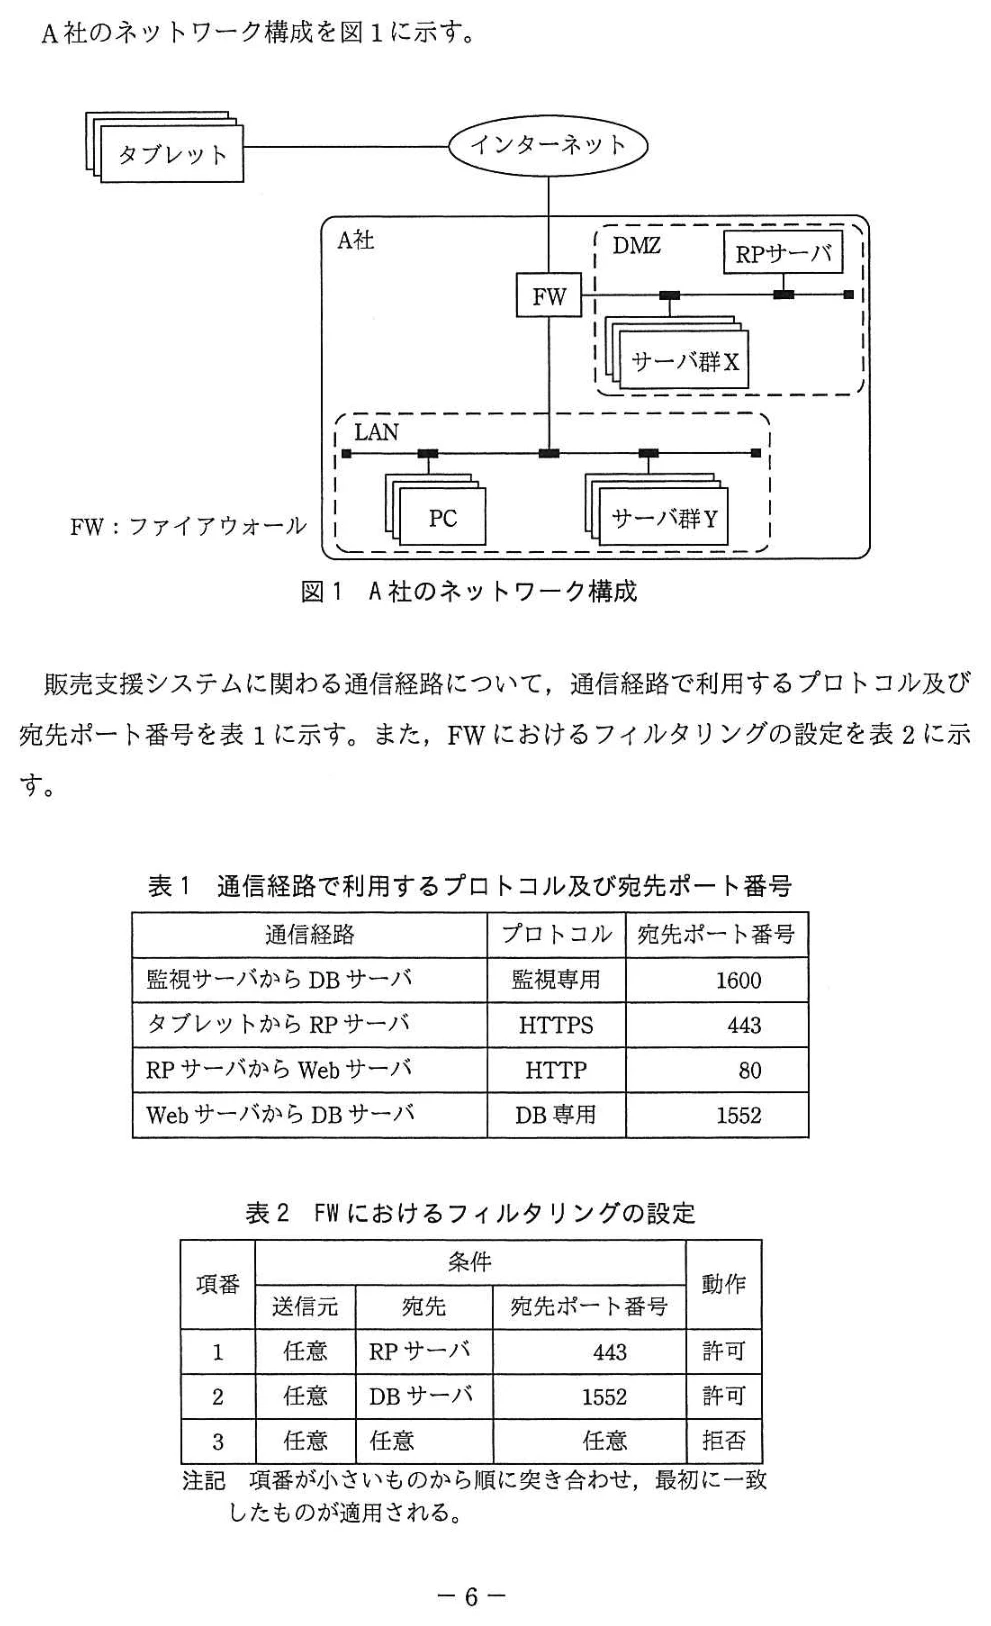 A社のネットワーク構成を図1に示す。
タブレット
インターネット
A社
DMZ
RPサーバ
FW
サーバ群X
LAN
PC
サーバ群Y
FW：ファイアウォール
図1 A社のネットワーク構成
販売支援システムに関わる通信経路について，通信経路で利用するプロトコル及び
宛先ポート番号を表1に示す。また，FWにおけるフィルタリングの設定を表2に示
す。
表1 通信経路で利用するプロトコル及び宛先ポート番号
通信経路 プロトコル 宛先ポート番号
監視サーバからDBサーバ 監視専用 1600
タブレットからRPサーバ HTTPS 443
RPサーバからWebサーバ HTTP 80
WebサーバからDBサーバ DB専用 1552
表2 FWにおけるフィルタリングの設定
項番 条件 動作
送信元 宛先 宛先ポート番号
1 任意 RPサーバ 443 許可
2 任意 DBサーバ 1552 許可
3 任意 任意 任意 拒否
注記 項番が小さいものから順に突き合わせ，最初に一致
したものが適用される。
－6－